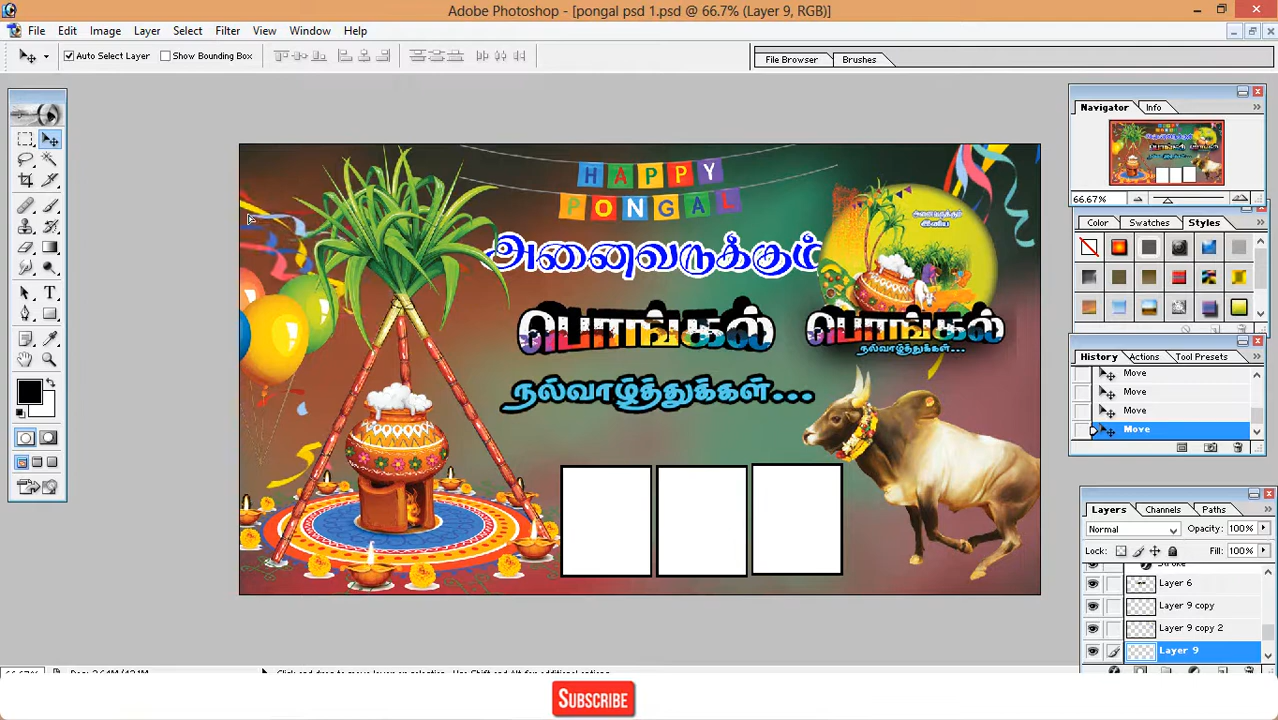 Adobe Photoshop - [pongal psd 1.psd @ 66.7% (Layer 9, RGB)]
File Edit Image Layer Select Filter View Window Help
Auto Select Layer Show Bounding Box
File Browser Brushes
Navigator Info
66.67%
Color Swatches Styles
HAPPY
PONGAL
அனைவருக்கும்
பொங்கல்
நல்வாழ்த்துக்கள்...
அனைவருக்கும்
இனிய
பொங்கல்
நல்வாழ்த்துக்கள்...
History Actions Tool Presets
Move
Move
Move
Move
Layers Channels Paths
Normal Opacity: 100%
Lock: Fill: 100%
Layer 6
Layer 9 copy
Layer 9 copy 2
Layer 9
SUBSCRIBE